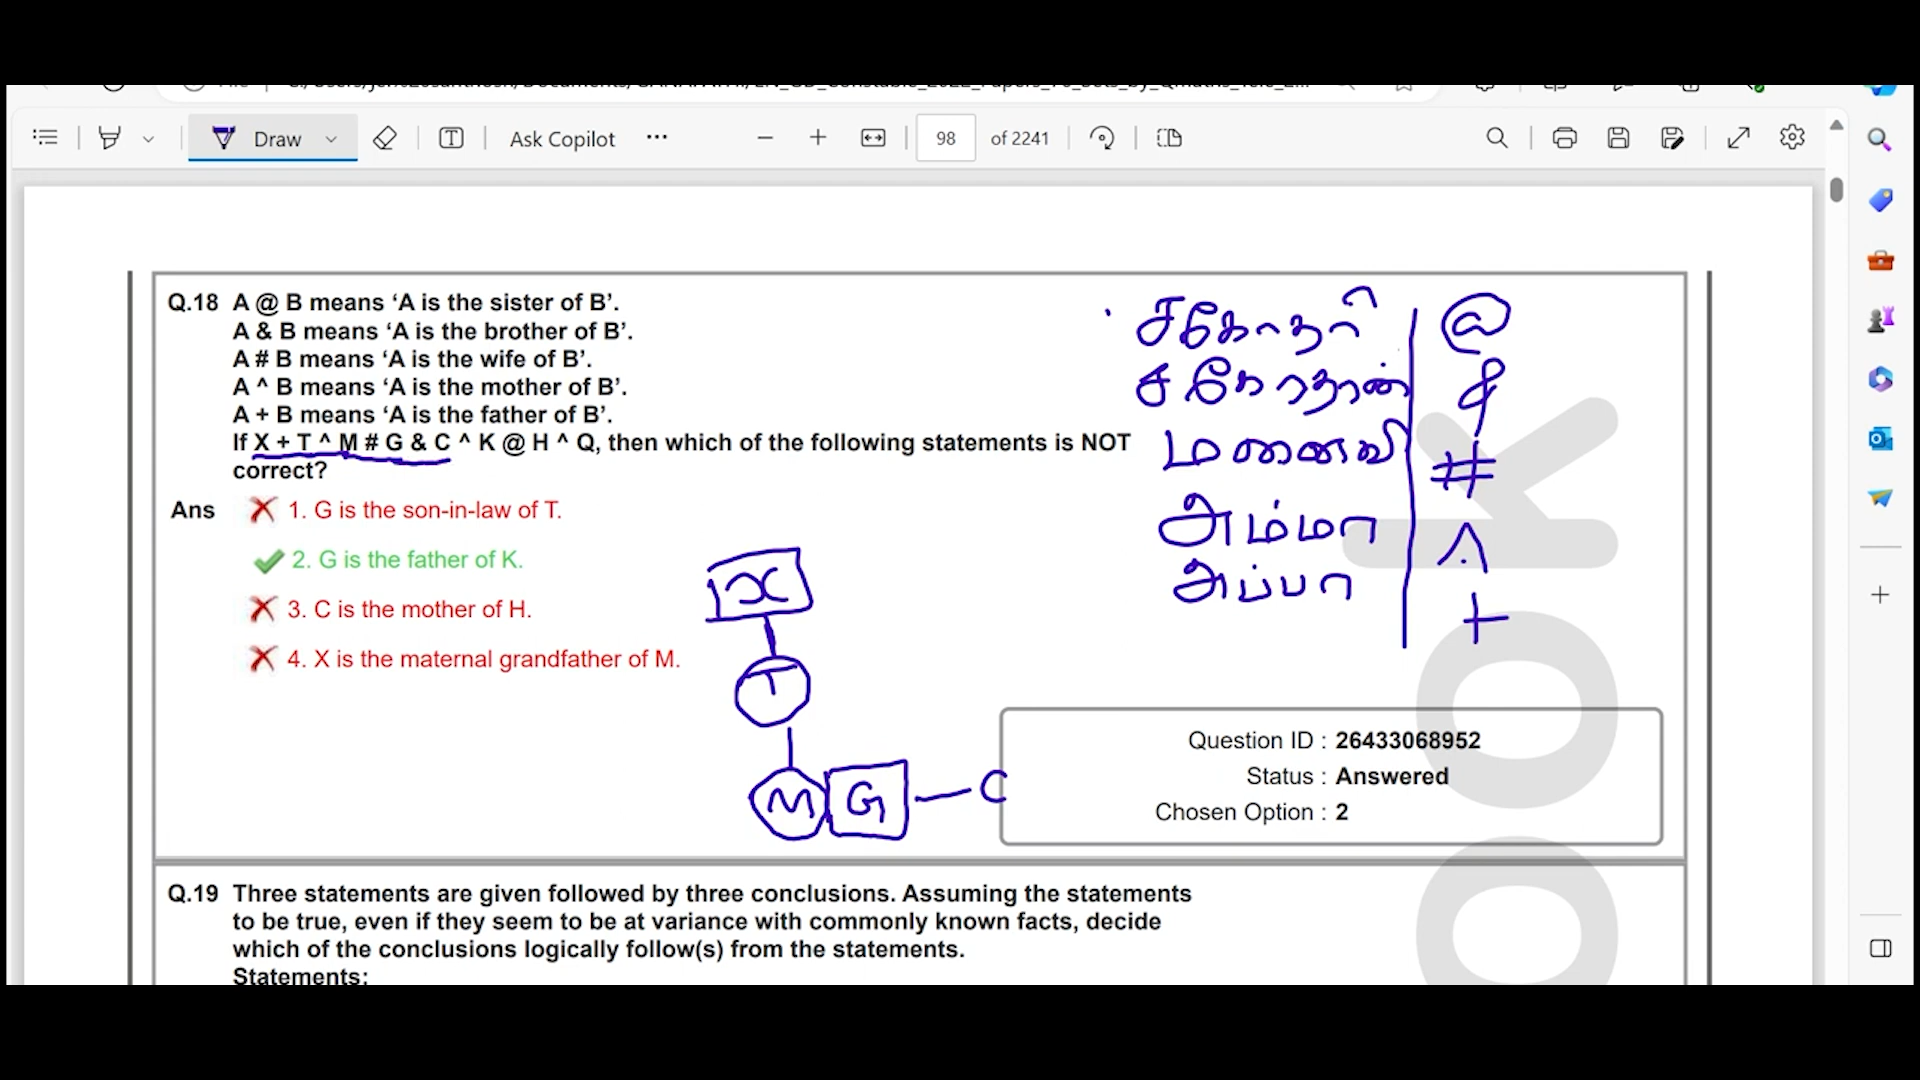 Draw
Ask Copilot
98 of 2241
Q.18 A @ B means ‘A is the sister of B’.
A & B means ‘A is the brother of B’.
A # B means ‘A is the wife of B’.
A ^ B means ‘A is the mother of B’.
A + B means ‘A is the father of B’.
If X + T ^ M # G & C ^ K @ H ^ Q, then which of the following statements is NOT
correct?
Ans 1. G is the son-in-law of T.
2. G is the father of K.
3. C is the mother of H.
4. X is the maternal grandfather of M.
சகோதரி @
சகோதரன் &
மனைவி #
அம்மா ^
அப்பா +
X
T
M G — C
Question ID : 26433068952
Status : Answered
Chosen Option : 2
Q.19 Three statements are given followed by three conclusions. Assuming the statements
to be true, even if they seem to be at variance with commonly known facts, decide
which of the conclusions logically follow(s) from the statements.
Statements: